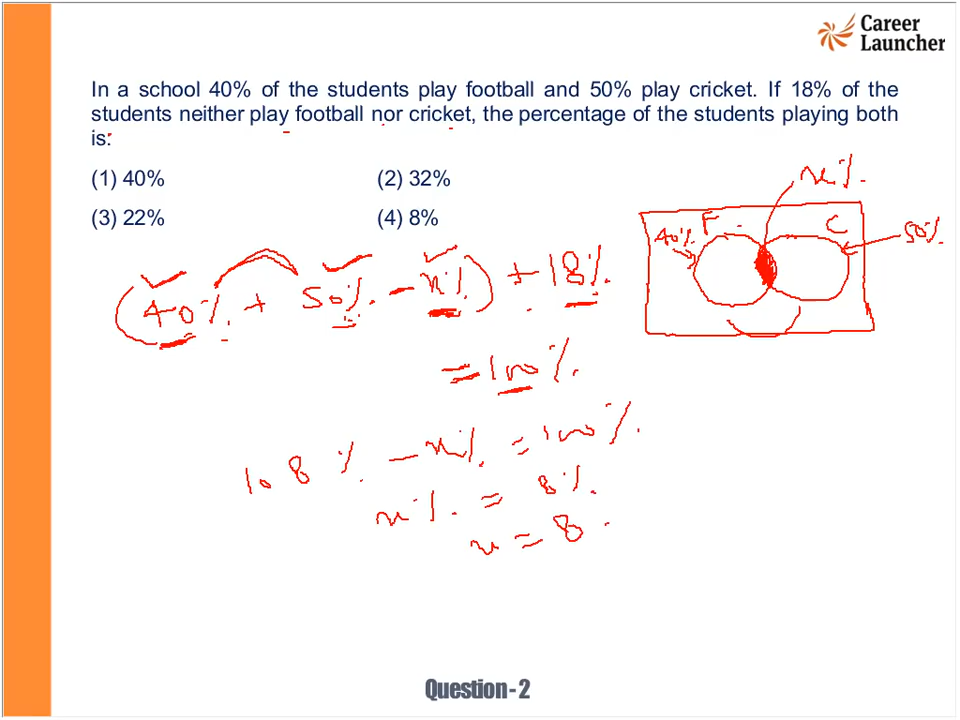 Career
Launcher
In a school 40% of the students play football and 50% play cricket. If 18% of the
students neither play football nor cricket, the percentage of the students playing both
is:
(1) 40% (2) 32%
(3) 22% (4) 8%
x%
F C
40% 50%
(40% + 50% - x%) + 18%
= 100%
108% - x% = 100%
x% = 8%
x = 8
Question - 2